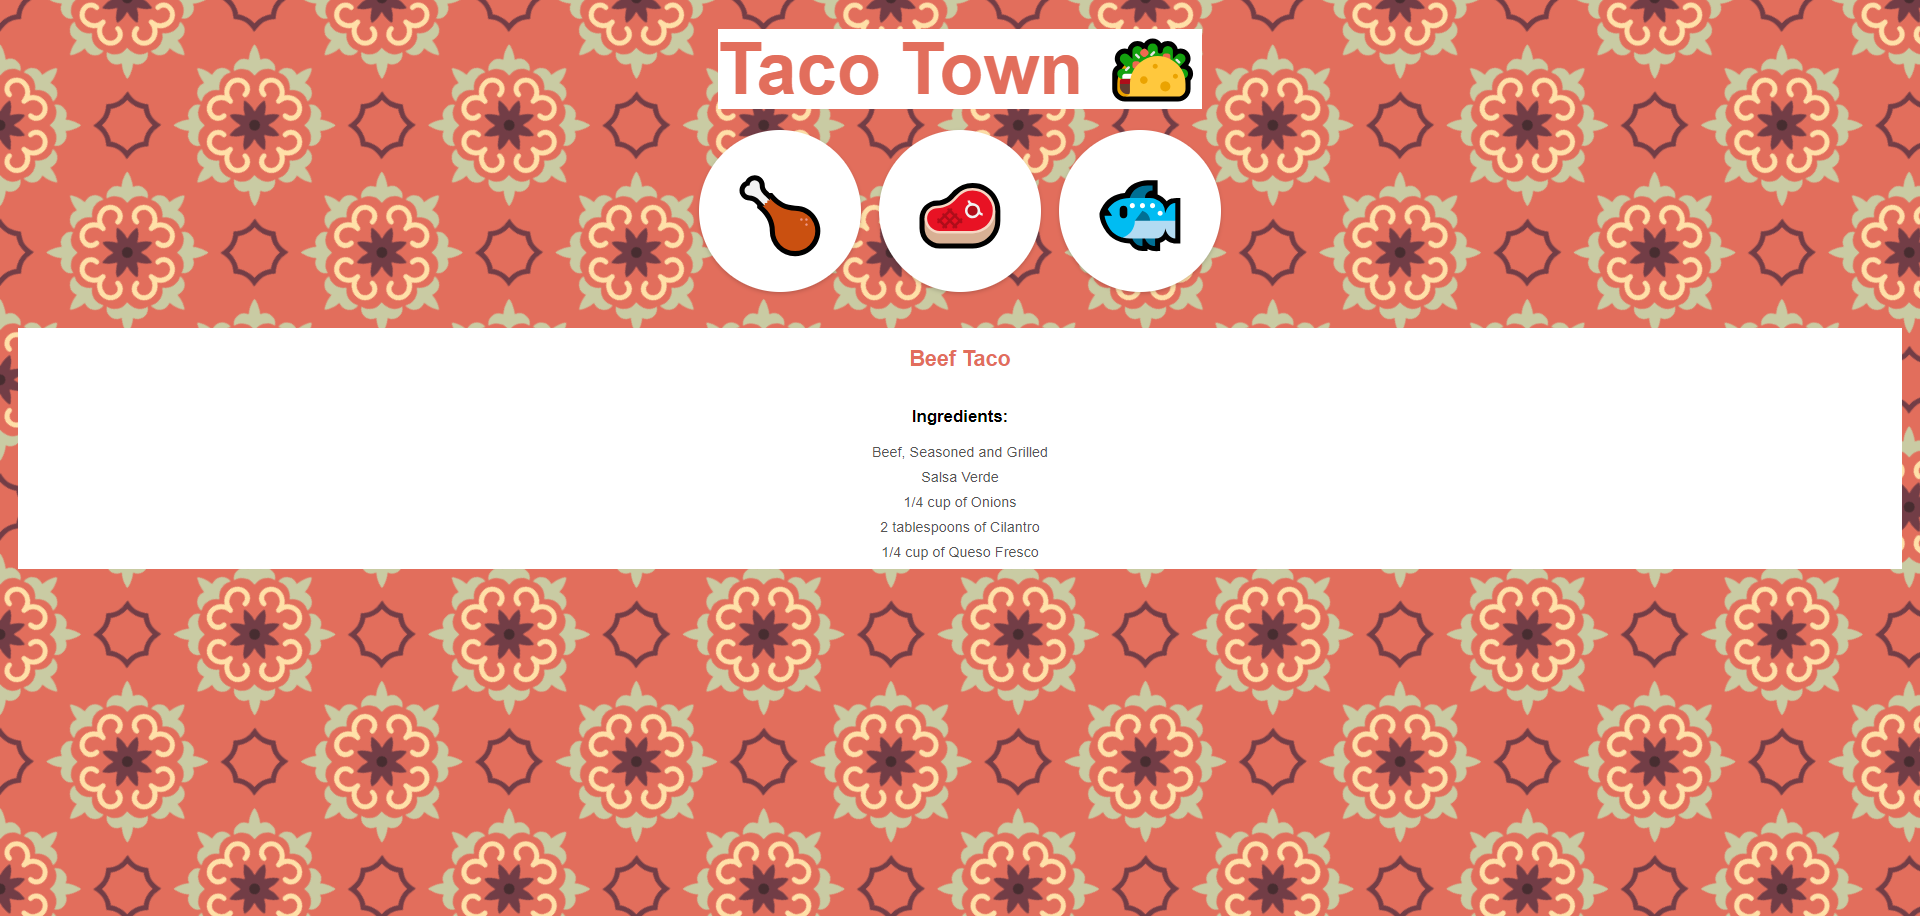 Taco Town
Beef Taco
Ingredients:
Beef, Seasoned and Grilled
Salsa Verde
1/4 cup of Onions
2 tablespoons of Cilantro
1/4 cup of Queso Fresco